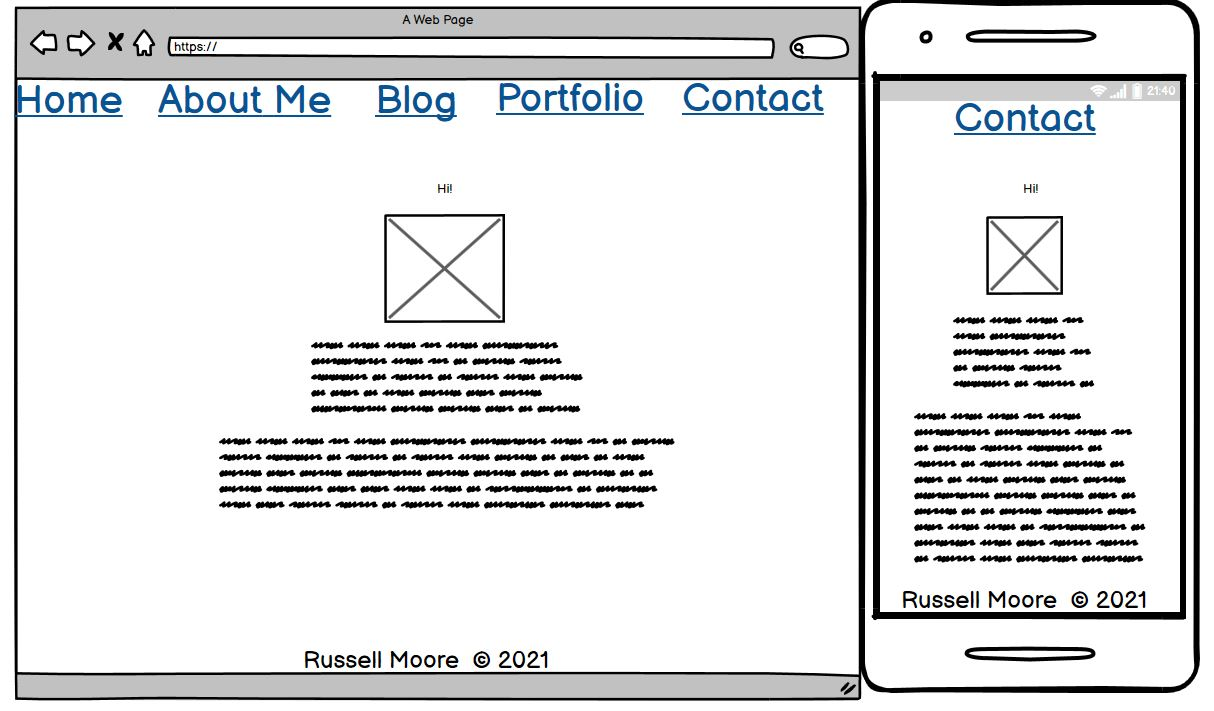 A Web Page
https://
Home About Me Blog Portfolio Contact
Hi!
Russell Moore © 2021
21:40
Contact
Hi!
Russell Moore © 2021